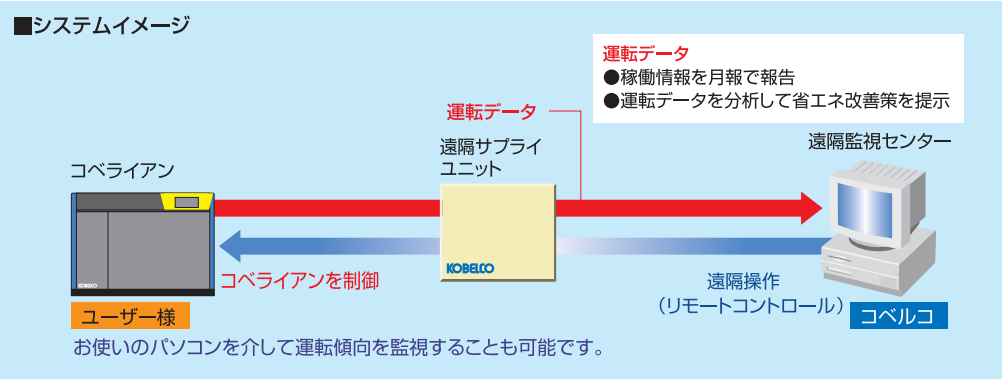 ■システムイメージ
運転データ
●稼働情報を月報で報告
●運転データを分析して省エネ改善策を提示
運転データ
遠隔サプライ
ユニット
遠隔監視センター
コベライアン
KOBELCO
KOBELCO
コベライアンを制御
遠隔操作
（リモートコントロール）
ユーザー様
コベルコ
お使いのパソコンを介して運転傾向を監視することも可能です。